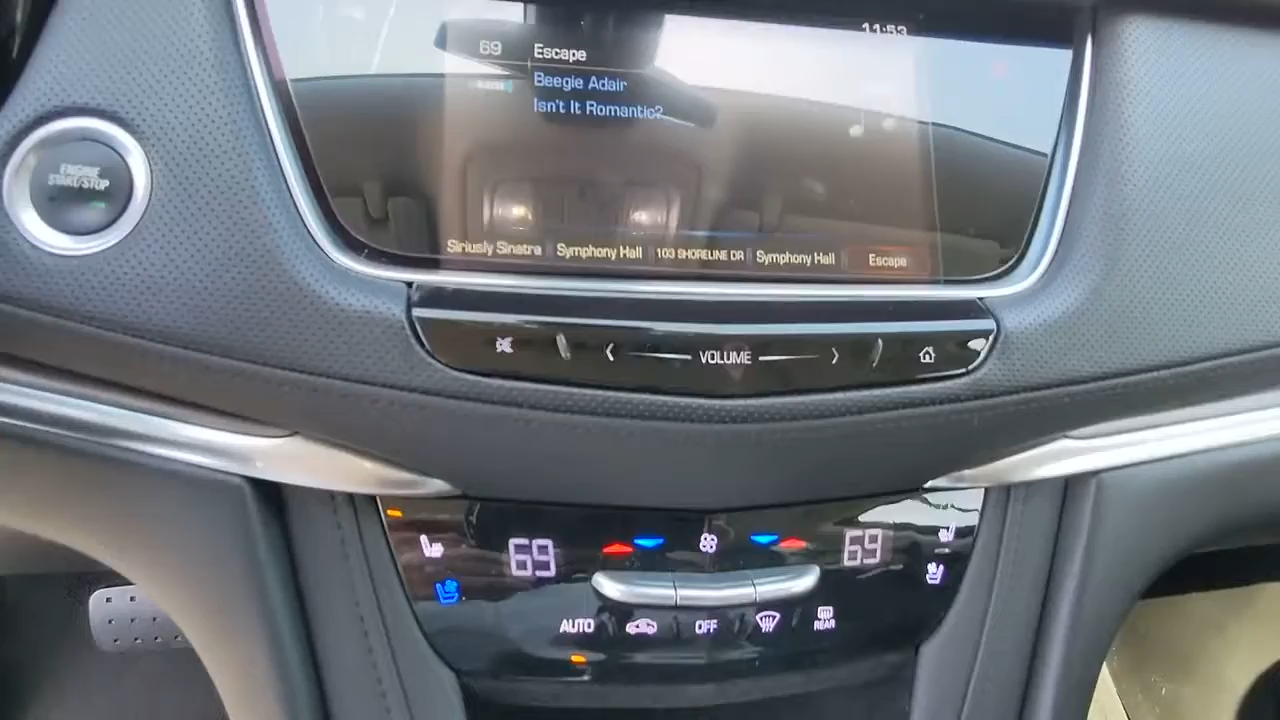 11:53
69 Escape
Beegie Adair
Isn't It Romantic?
ENGINE
START/STOP
Siriusly Sinatra Symphony Hall 103 SHORELINE DR Symphony Hall Escape
VOLUME
69 69
AUTO OFF REAR